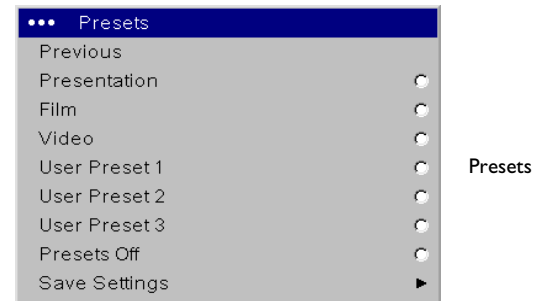 ••• Presets
Previous
Presentation
Film
Video
User Preset 1
Presets
User Preset 2
User Preset 3
Presets Off
Save Settings